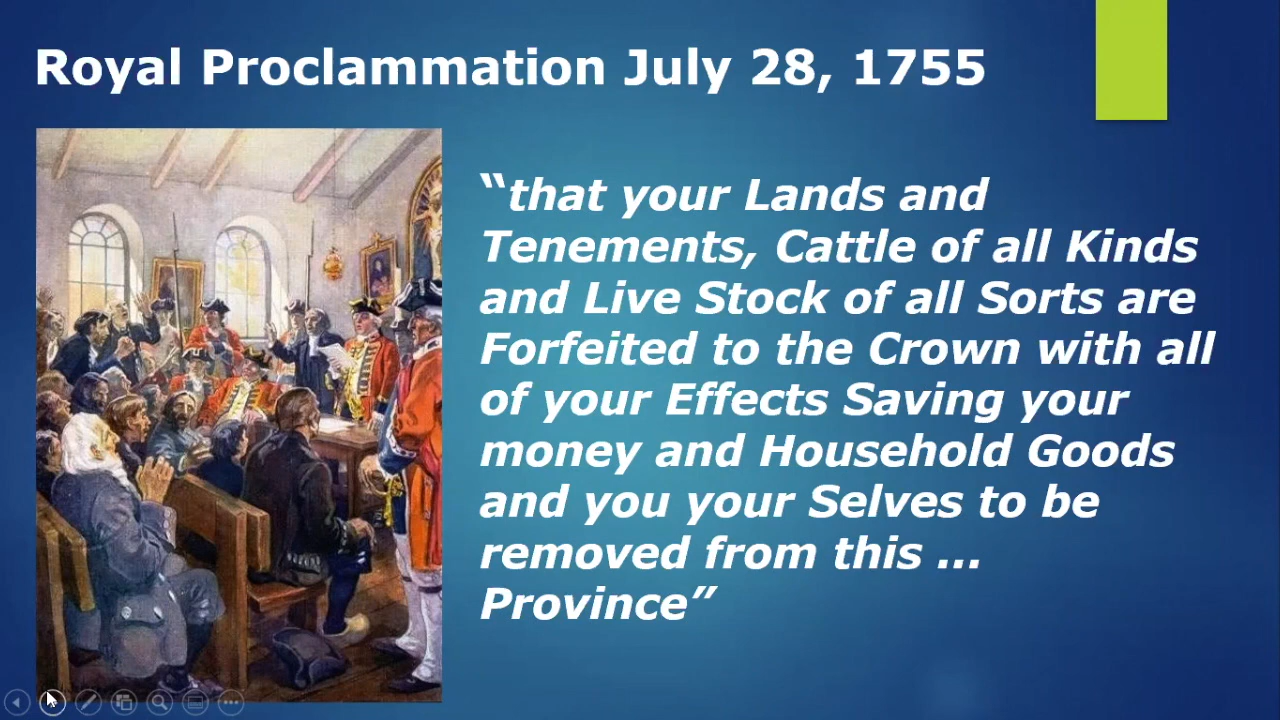 Royal Proclammation July 28, 1755
“that your Lands and
Tenements, Cattle of all Kinds
and Live Stock of all Sorts are
Forfeited to the Crown with all
of your Effects Saving your
money and Household Goods
and you your Selves to be
removed from this ...
Province”